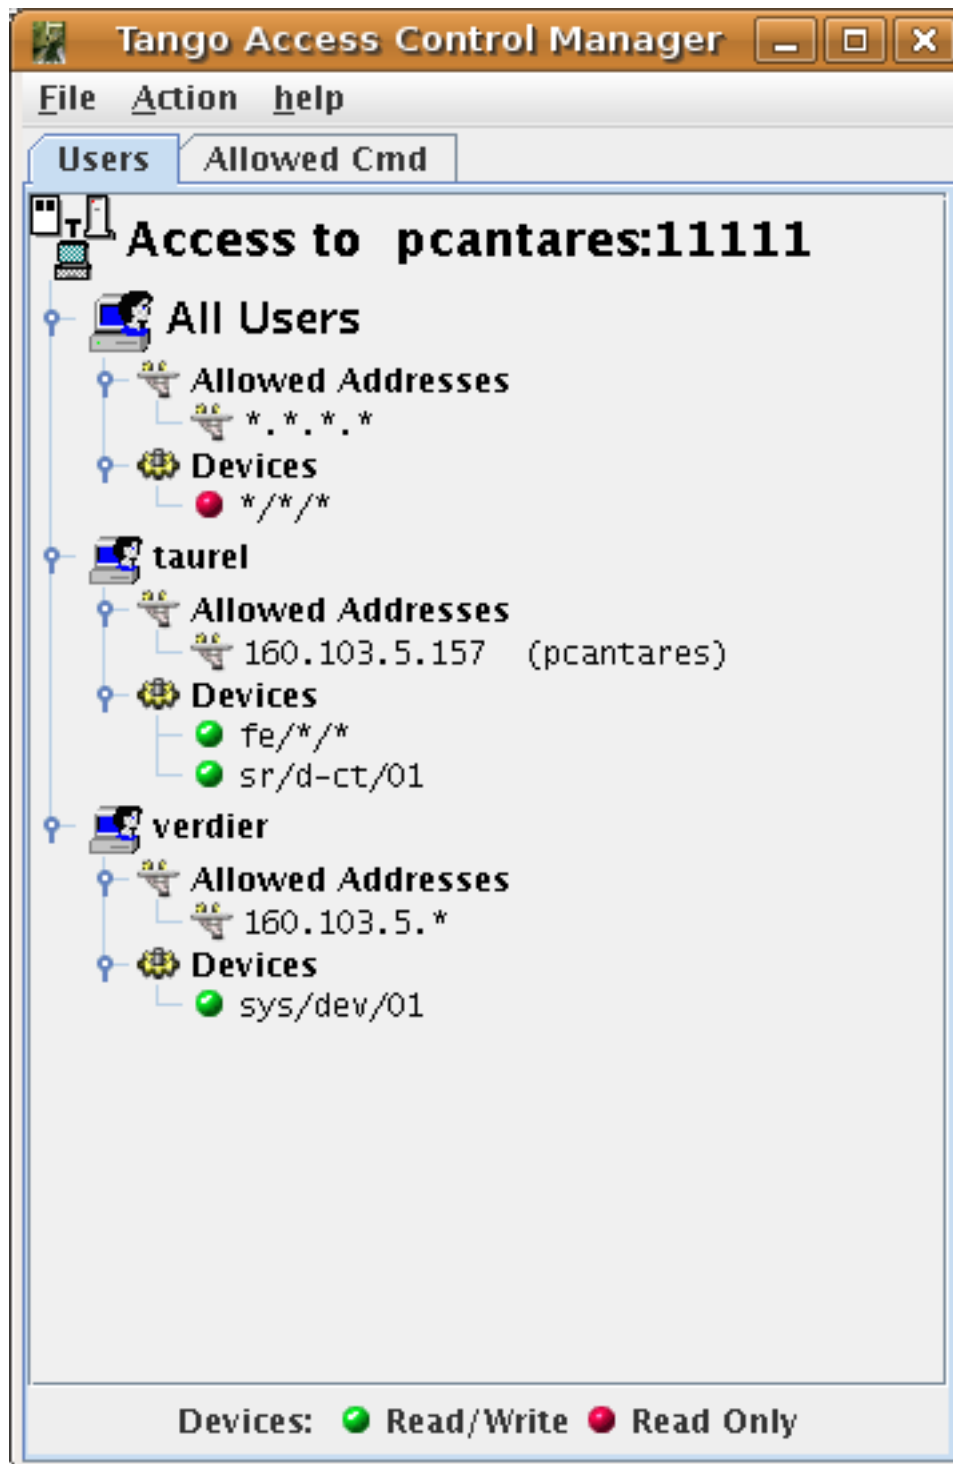 Tango Access Control Manager
File Action help
Users Allowed Cmd
Access to pcantares:11111
All Users
Allowed Addresses
*.*.*.*
Devices
*/*/*
taurel
Allowed Addresses
160.103.5.157 (pcantares)
Devices
fe/*/*
sr/d-ct/01
verdier
Allowed Addresses
160.103.5.*
Devices
sys/dev/01
Devices: Read/Write Read Only